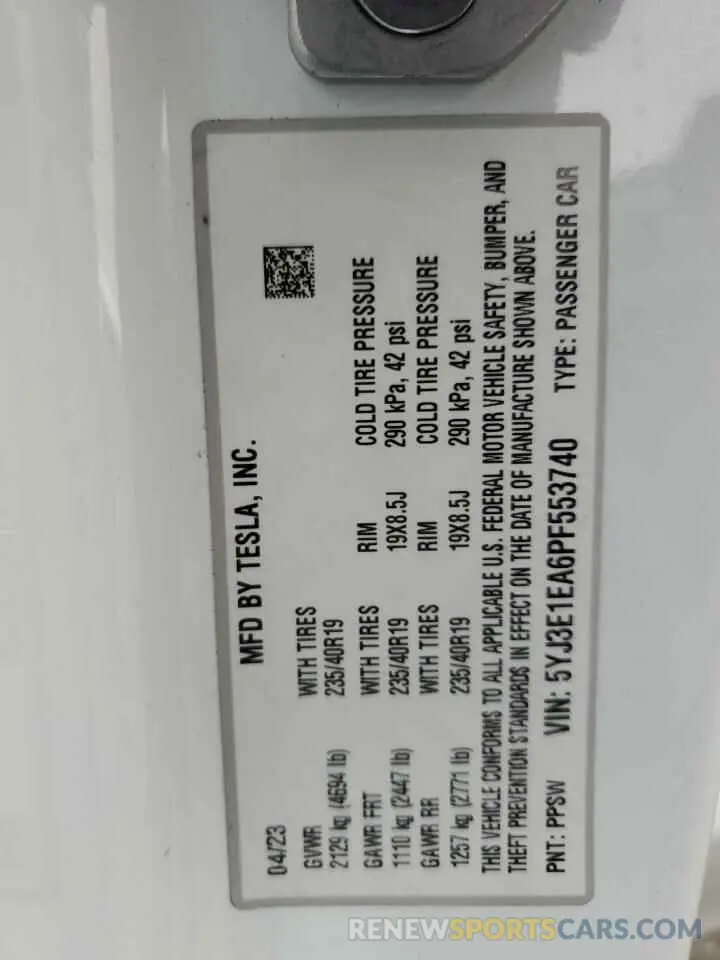 MFD BY TESLA, INC.
04/23
GVWR WITH TIRES
2129 kg (4694 lb) 235/40R19
GAWR FRT WITH TIRES RIM COLD TIRE PRESSURE
1110 kg (2447 lb) 235/40R19 19X8.5J 290 kPa, 42 psi
GAWR RR WITH TIRES RIM COLD TIRE PRESSURE
1257 kg (2771 lb) 235/40R19 19X8.5J 290 kPa, 42 psi
THIS VEHICLE CONFORMS TO ALL APPLICABLE U.S. FEDERAL MOTOR VEHICLE SAFETY, BUMPER, AND
THEFT PREVENTION STANDARDS IN EFFECT ON THE DATE OF MANUFACTURE SHOWN ABOVE.
PNT: PPSW VIN: 5YJ3E1EA6PF553740 TYPE: PASSENGER CAR
RENEWSPORTSCARS.COM